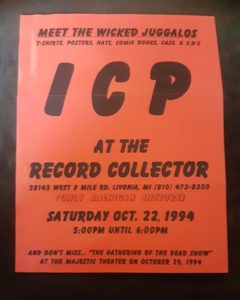 MEET THE WICKED JUGGALOS
T-SHIRTS, POSTERS, HATS, COMIC BOOKS, CASS. & C.D'S
ICP
AT THE
RECORD COLLECTOR
28143 WEST 8 MILE RD. LIVONIA, MI (810) 473-8350
(ONLY MICHIGAN INSTORE)
SATURDAY OCT. 22, 1994
5:00PM UNTIL 6:00PM
AND DON'T MISS... "THE GATHERING OF THE DEAD SHOW"
AT THE MAJESTIC THEATER ON OCTOBER 29, 1994